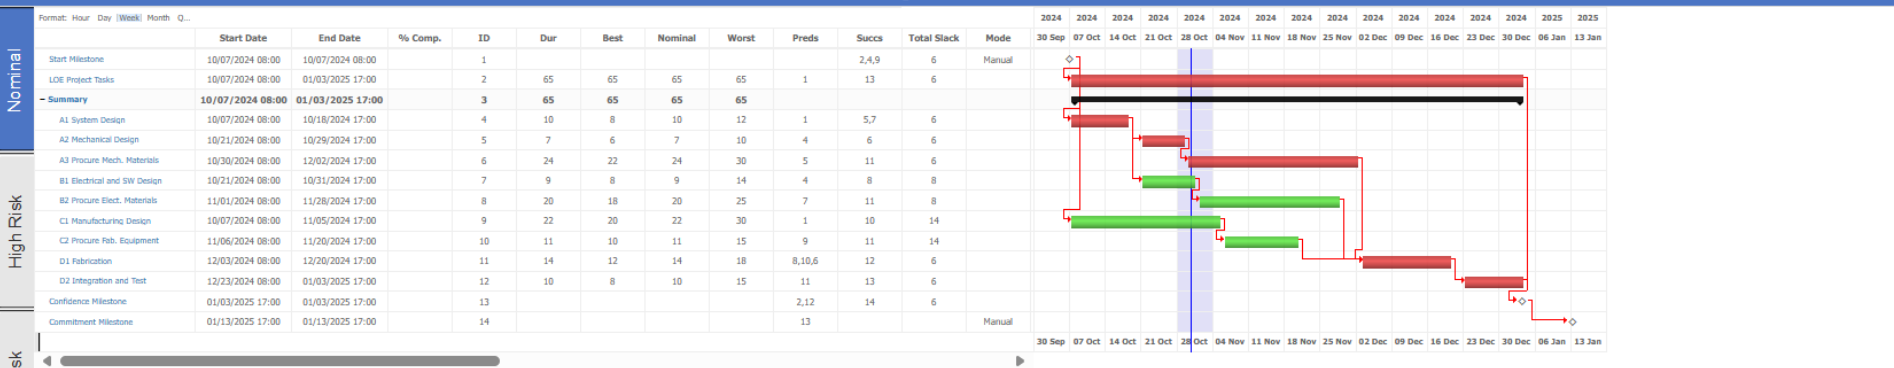 Format: Hour Day Week Month Q...
2024 2024 2024 2024 2024 2024 2024 2024 2024 2024 2024 2024 2024 2024 2025 2025
Start Date End Date % Comp. ID Dur Best Nominal Worst Preds Succs Total Slack Mode
30 Sep 07 Oct 14 Oct 21 Oct 28 Oct 04 Nov 11 Nov 18 Nov 25 Nov 02 Dec 09 Dec 16 Dec 23 Dec 30 Dec 06 Jan 13 Jan
Nominal
Start Milestone 10/07/2024 08:00 10/07/2024 08:00 1 2,4,9 6 Manual
LOE Project Tasks 10/07/2024 08:00 01/03/2025 17:00 2 65 65 65 65 1 13 6
− Summary 10/07/2024 08:00 01/03/2025 17:00 3 65 65 65 65
A1 System Design 10/07/2024 08:00 10/18/2024 17:00 4 10 8 10 12 1 5,7 6
A2 Mechanical Design 10/21/2024 08:00 10/29/2024 17:00 5 7 6 7 10 4 6 6
A3 Procure Mech. Materials 10/30/2024 08:00 12/02/2024 17:00 6 24 22 24 30 5 11 6
B1 Electrical and SW Design 10/21/2024 08:00 10/31/2024 17:00 7 9 8 9 14 4 8 8
B2 Procure Elect. Materials 11/01/2024 08:00 11/28/2024 17:00 8 20 18 20 25 7 11 8
High Risk
C1 Manufacturing Design 10/07/2024 08:00 11/05/2024 17:00 9 22 20 22 30 1 10 14
C2 Procure Fab. Equipment 11/06/2024 08:00 11/20/2024 17:00 10 11 10 11 15 9 11 14
D1 Fabrication 12/03/2024 08:00 12/20/2024 17:00 11 14 12 14 18 8,10,6 12 6
D2 Integration and Test 12/23/2024 08:00 01/03/2025 17:00 12 10 8 10 15 11 13 6
Confidence Milestone 01/03/2025 17:00 01/03/2025 17:00 13 2,12 14 6
Commitment Milestone 01/13/2025 17:00 01/13/2025 17:00 14 13 Manual
30 Sep 07 Oct 14 Oct 21 Oct 28 Oct 04 Nov 11 Nov 18 Nov 25 Nov 02 Dec 09 Dec 16 Dec 23 Dec 30 Dec 06 Jan 13 Jan
sk